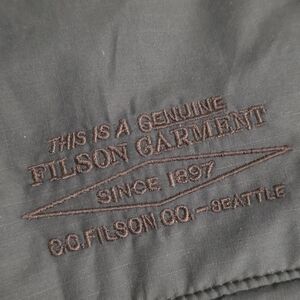 THIS IS A GENUINE
FILSON GARMENT
SINCE 1897
C.C. FILSON CO. – SEATTLE